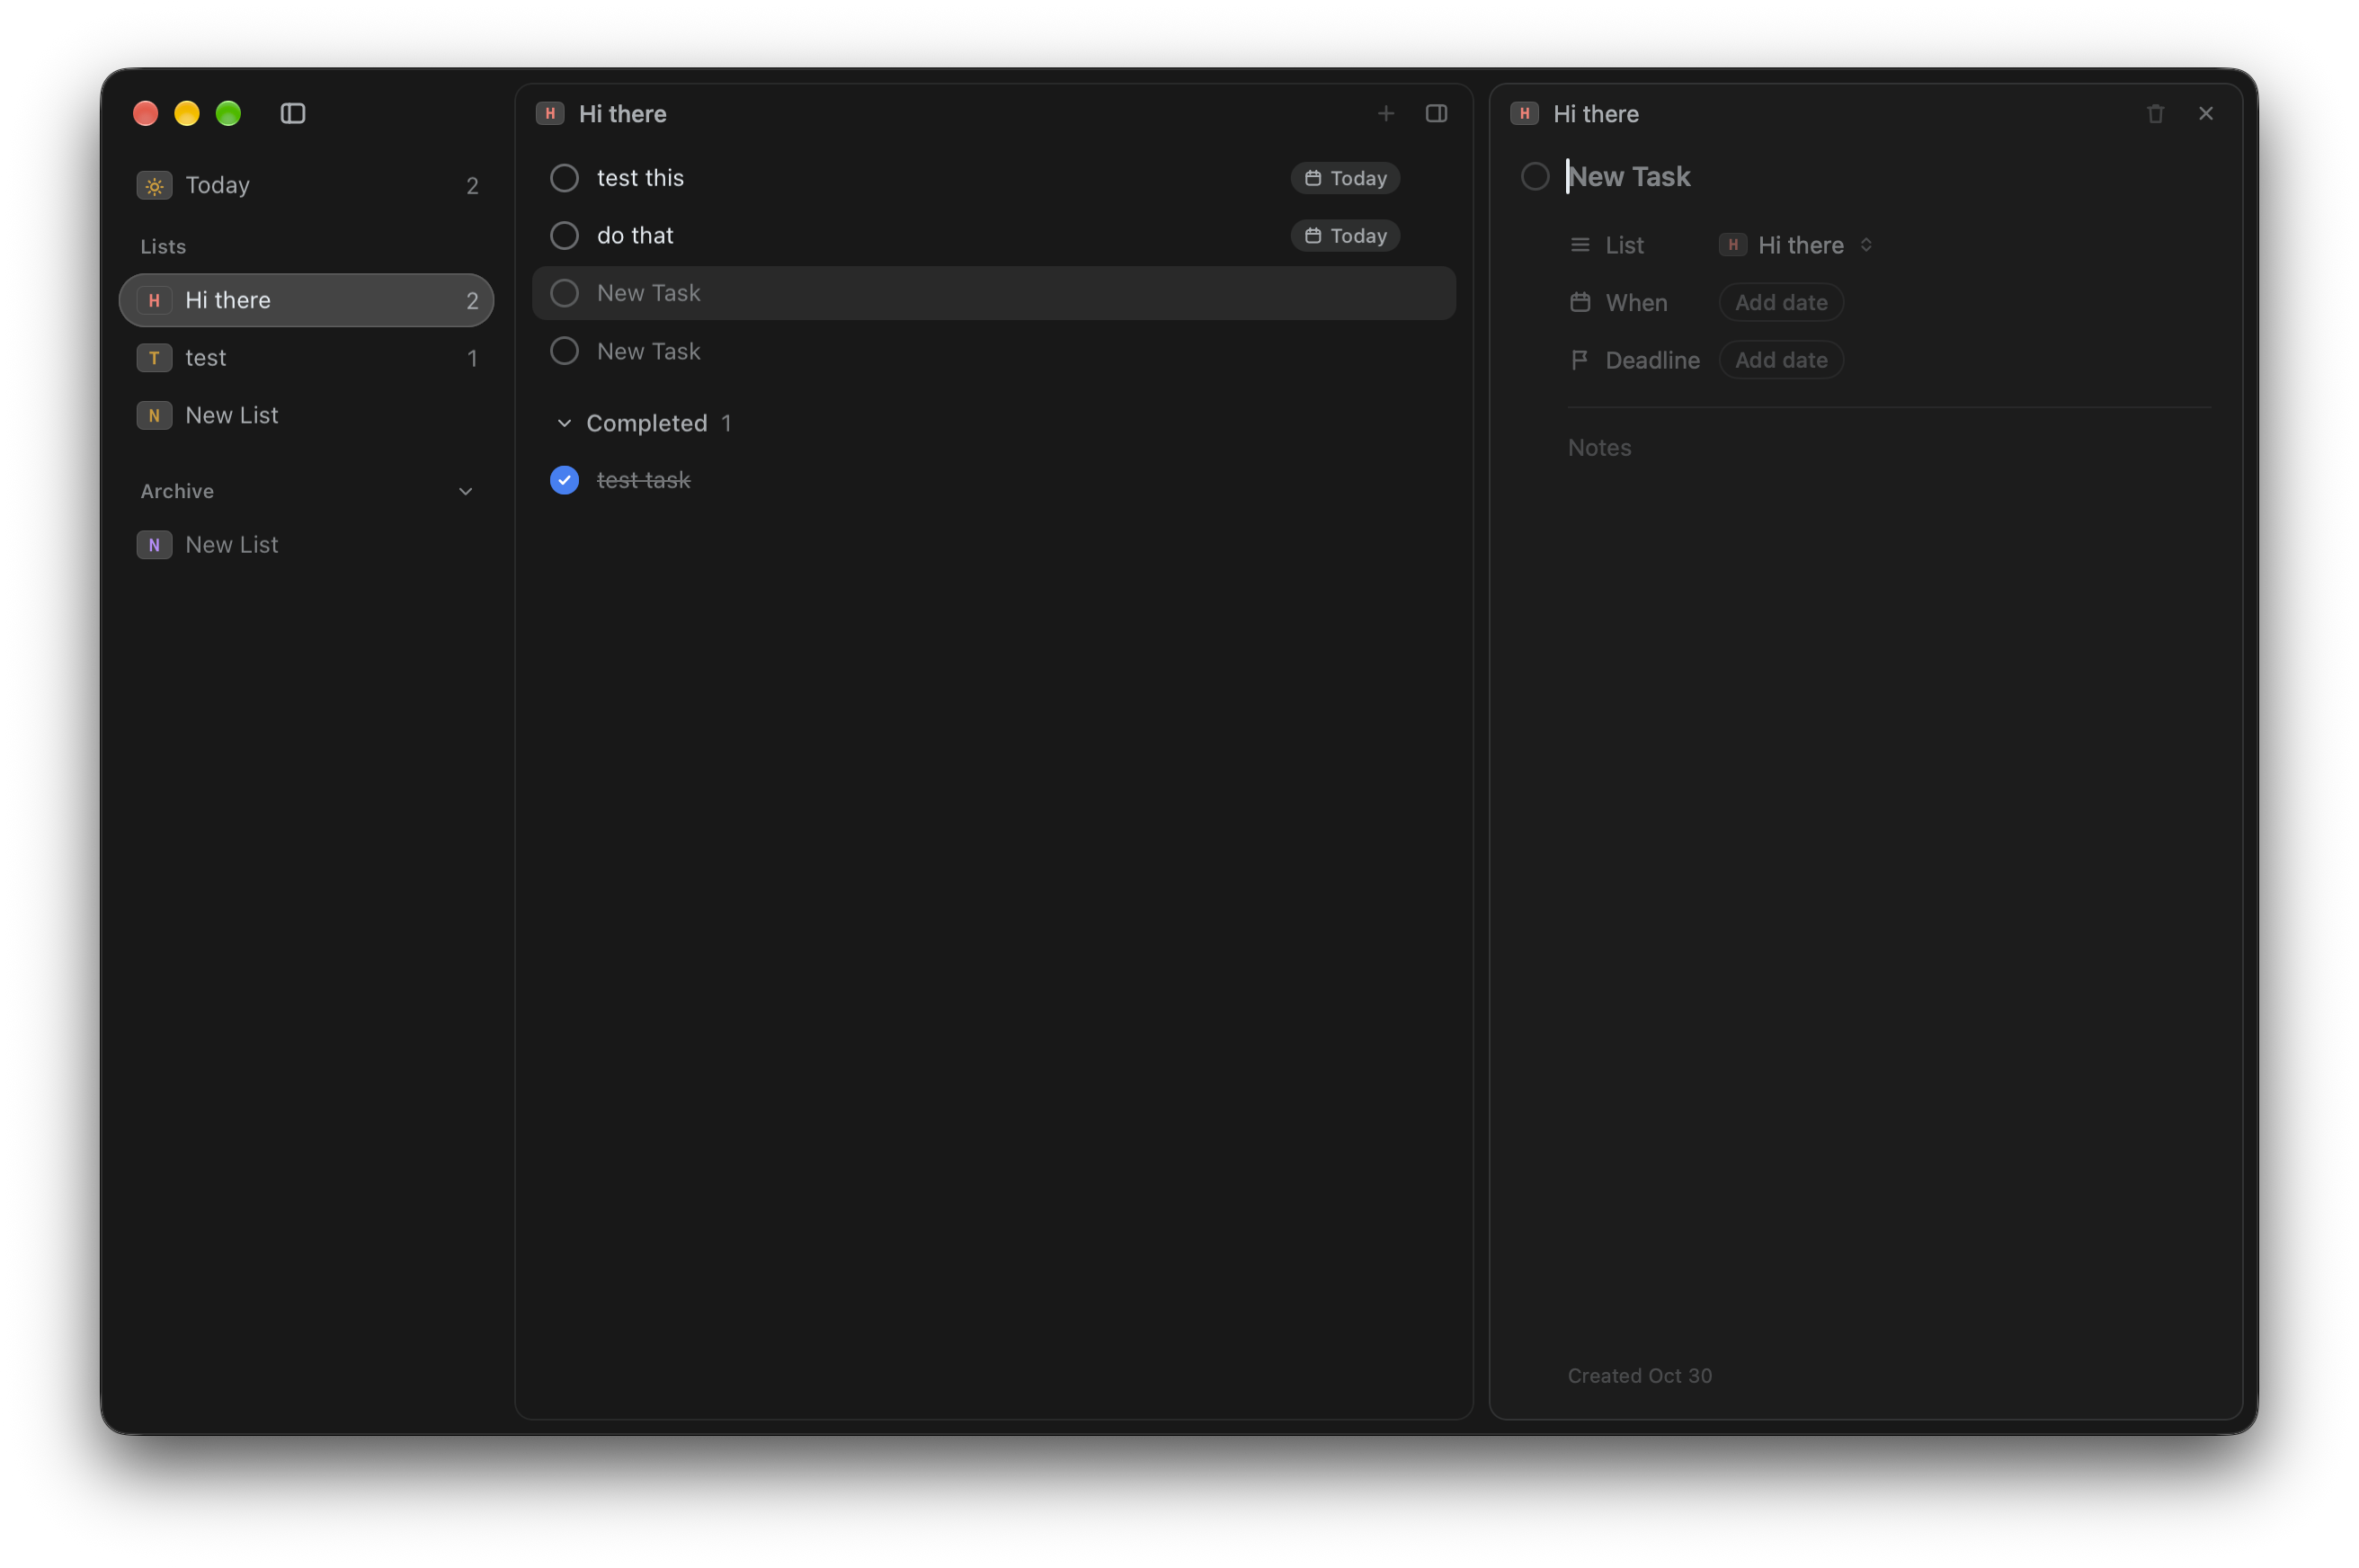 Today 2
Lists
H Hi there 2
T test 1
N New List
Archive
N New List
H Hi there
test this Today
do that Today
New Task
New Task
Completed 1
test task
H Hi there
New Task
List H Hi there
When Add date
Deadline Add date
Notes
Created Oct 30